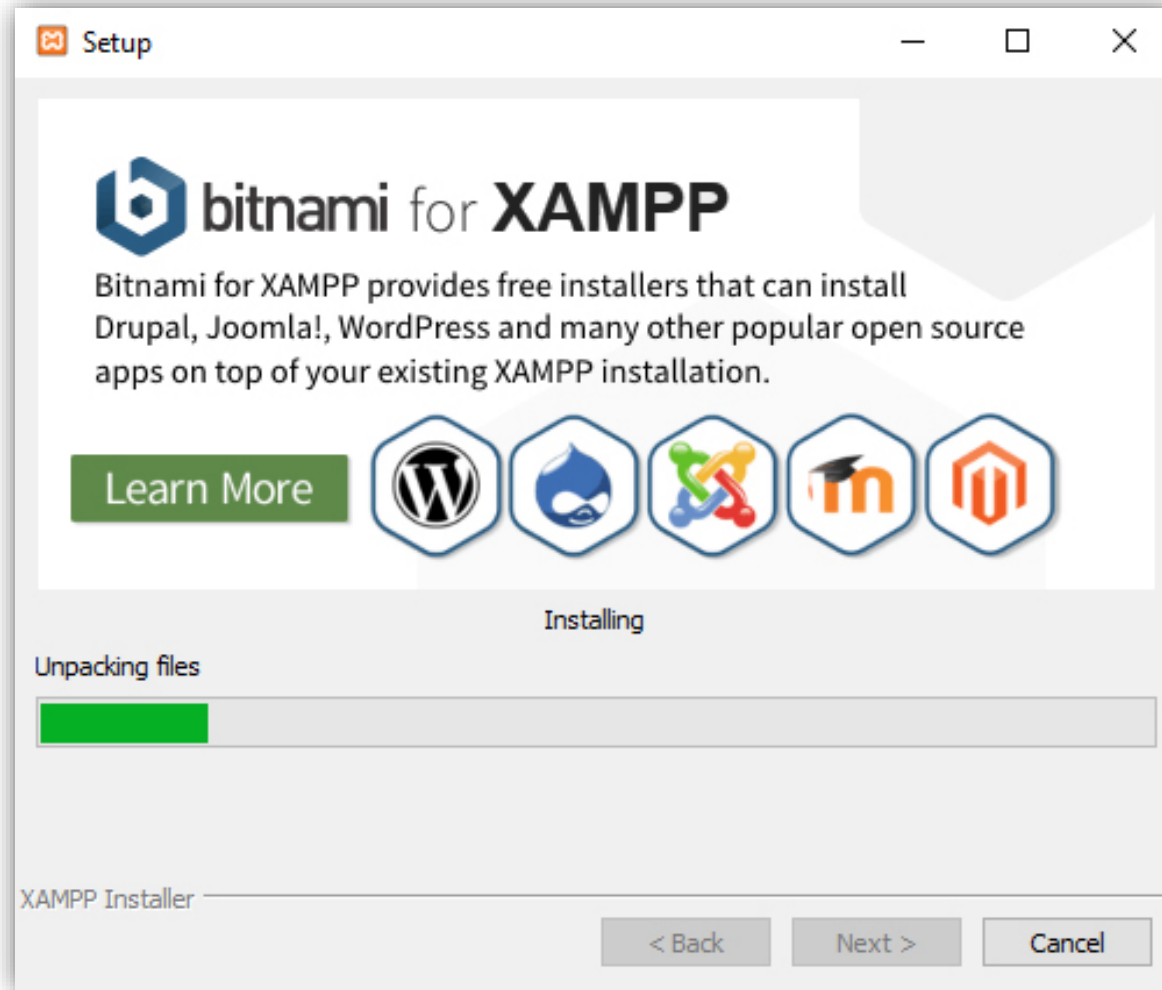 Setup
bitnami for XAMPP
Bitnami for XAMPP provides free installers that can install
Drupal, Joomla!, WordPress and many other popular open source
apps on top of your existing XAMPP installation.
Learn More
Installing
Unpacking files
XAMPP Installer
< Back Next > Cancel